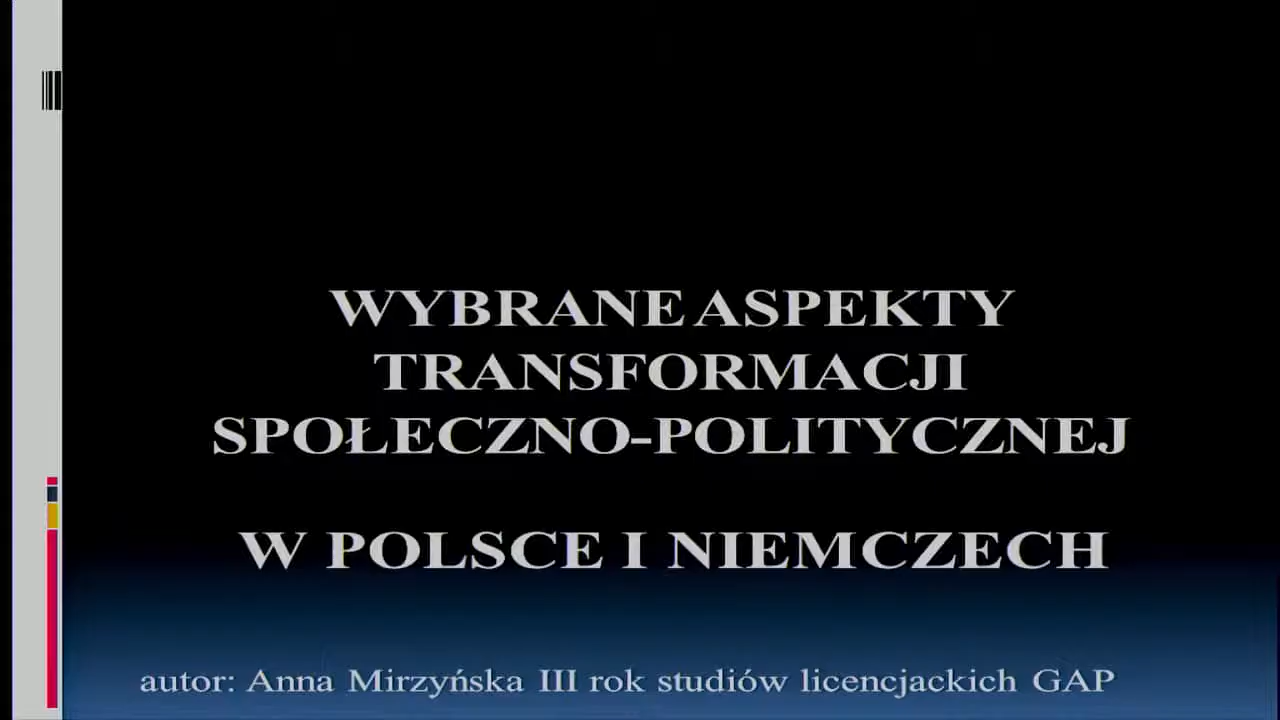 WYBRANE ASPEKTY
TRANSFORMACJI
SPOŁECZNO-POLITYCZNEJ
W POLSCE I NIEMCZECH
autor: Anna Mirzyńska III rok studiów licencjackich GAP